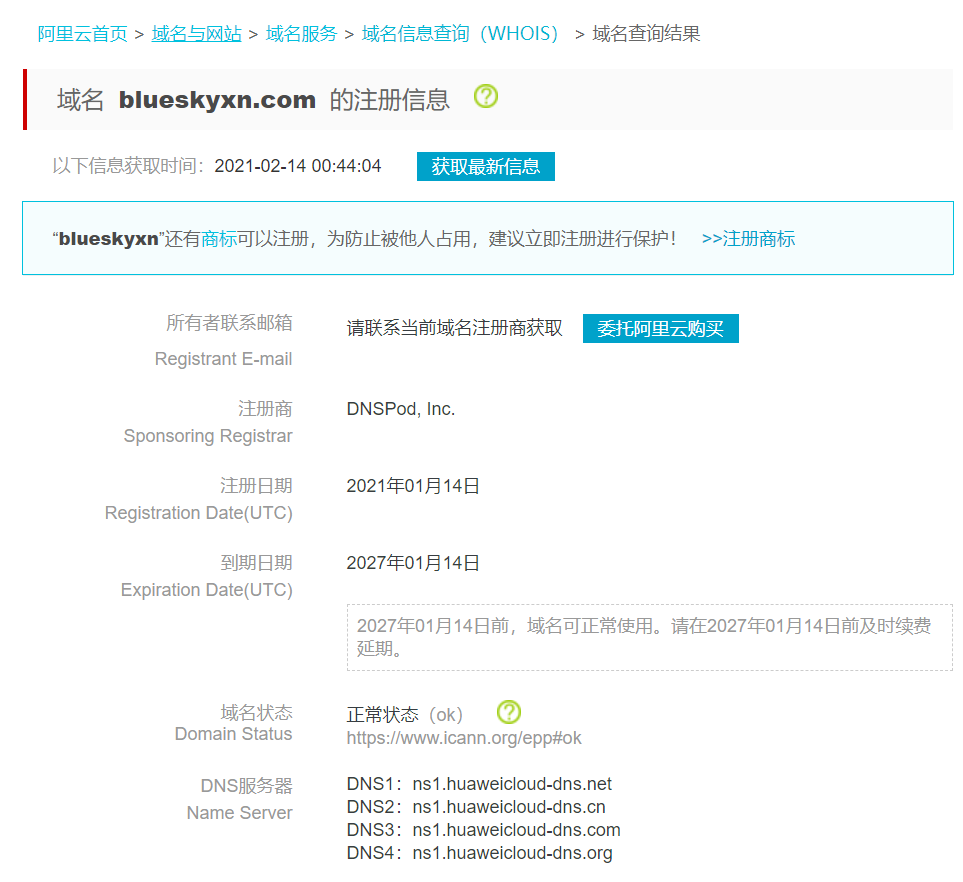 阿里云首页 > 域名与网站 > 域名服务 > 域名信息查询（WHOIS） > 域名查询结果
域名 blueskyxn.com 的注册信息 ?
以下信息获取时间：2021-02-14 00:44:04 获取最新信息
“blueskyxn”还有商标可以注册，为防止被他人占用，建议立即注册进行保护！ >>注册商标
所有者联系邮箱 请联系当前域名注册商获取 委托阿里云购买
Registrant E-mail
注册商 DNSPod, Inc.
Sponsoring Registrar
注册日期 2021年01月14日
Registration Date(UTC)
到期日期 2027年01月14日
Expiration Date(UTC)
2027年01月14日前，域名可正常使用。请在2027年01月14日前及时续费
延期。
域名状态 正常状态（ok） ?
Domain Status https://www.icann.org/epp#ok
DNS服务器 DNS1：ns1.huaweicloud-dns.net
Name Server DNS2：ns1.huaweicloud-dns.cn
DNS3：ns1.huaweicloud-dns.com
DNS4：ns1.huaweicloud-dns.org